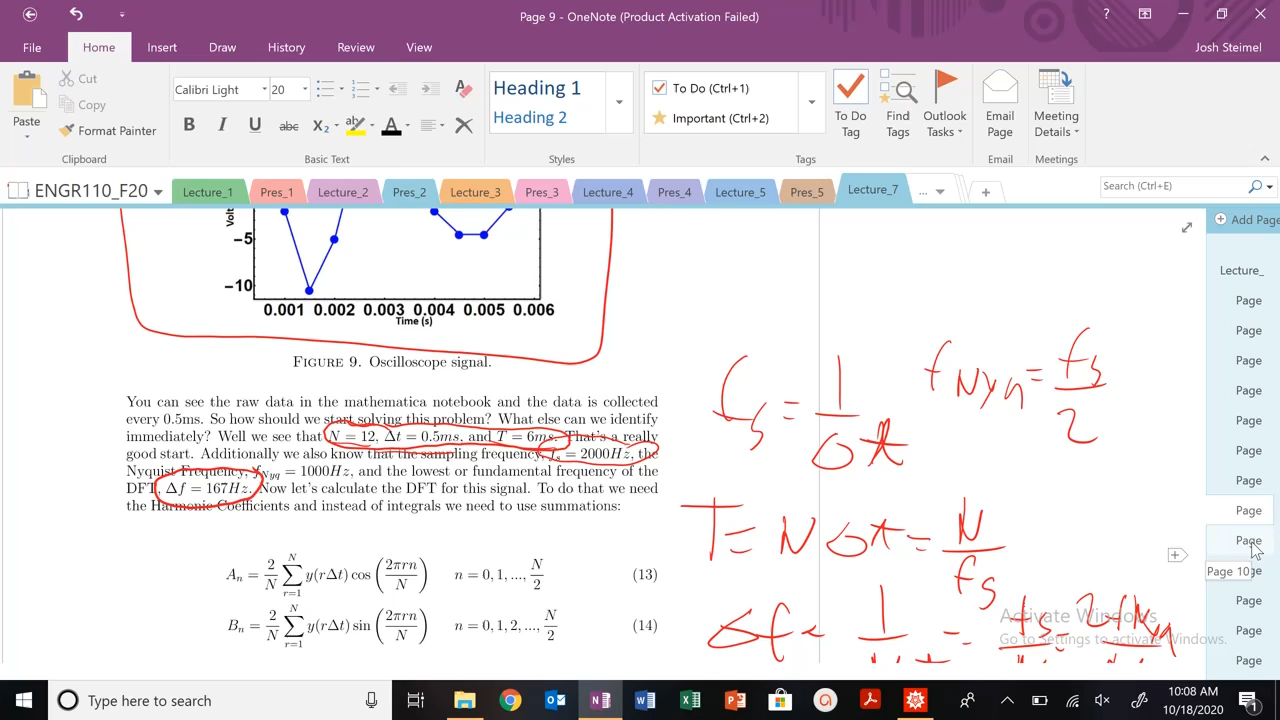 Page 9 - OneNote (Product Activation Failed)
?
File Home Insert Draw History Review View Josh Steimel
Paste
Cut
Copy
Format Painter
Clipboard
Calibri Light 20
B I U abc X₂ A
Basic Text
Heading 1
Heading 2
Styles
To Do (Ctrl+1)
Important (Ctrl+2)
To Do Tag
Find Tags
Outlook Tasks
Tags
Email Page
Email
Meeting Details
Meetings
ENGR110_F20 Lecture_1 Pres_1 Lecture_2 Pres_2 Lecture_3 Pres_3 Lecture_4 Pres_4 Lecture_5 Pres_5 Lecture_7 ... +
Search (Ctrl+E)
Add Page
Lecture_
Page
Page
Page
Page
Page
Page
Page
Page
Page
Page 10
Page
Page
Page
Volt
−5
−10
0.001 0.002 0.003 0.004 0.005 0.006
Time (s)
FIGURE 9. Oscilloscope signal.
You can see the raw data in the mathematica notebook and the data is collected
every 0.5ms. So how should we start solving this problem? What else can we identify
immediately? Well we see that N = 12, Δt = 0.5ms, and T = 6ms. That's a really
good start. Additionally we also know that the sampling frequency, f_s = 2000Hz, the
Nyquist Frequency, f_Nyq = 1000Hz, and the lowest or fundamental frequency of the
DFT, Δf = 167Hz. Now let's calculate the DFT for this signal. To do that we need
the Harmonic Coefficients and instead of integrals we need to use summations:
A_n = 2/N ∑_{r=1}^{N} y(rΔt) cos(2πrn/N) n = 0, 1, ..., N/2 (13)
B_n = 2/N ∑_{r=1}^{N} y(rΔt) sin(2πrn/N) n = 0, 1, 2, ..., N/2 (14)
f_s = 1/Δt
f_Nyq = f_s/2
T = NΔt = N/f_s
Activate Windows
Go to Settings to activate Windows.
Type here to search
10:08 AM
10/18/2020
1